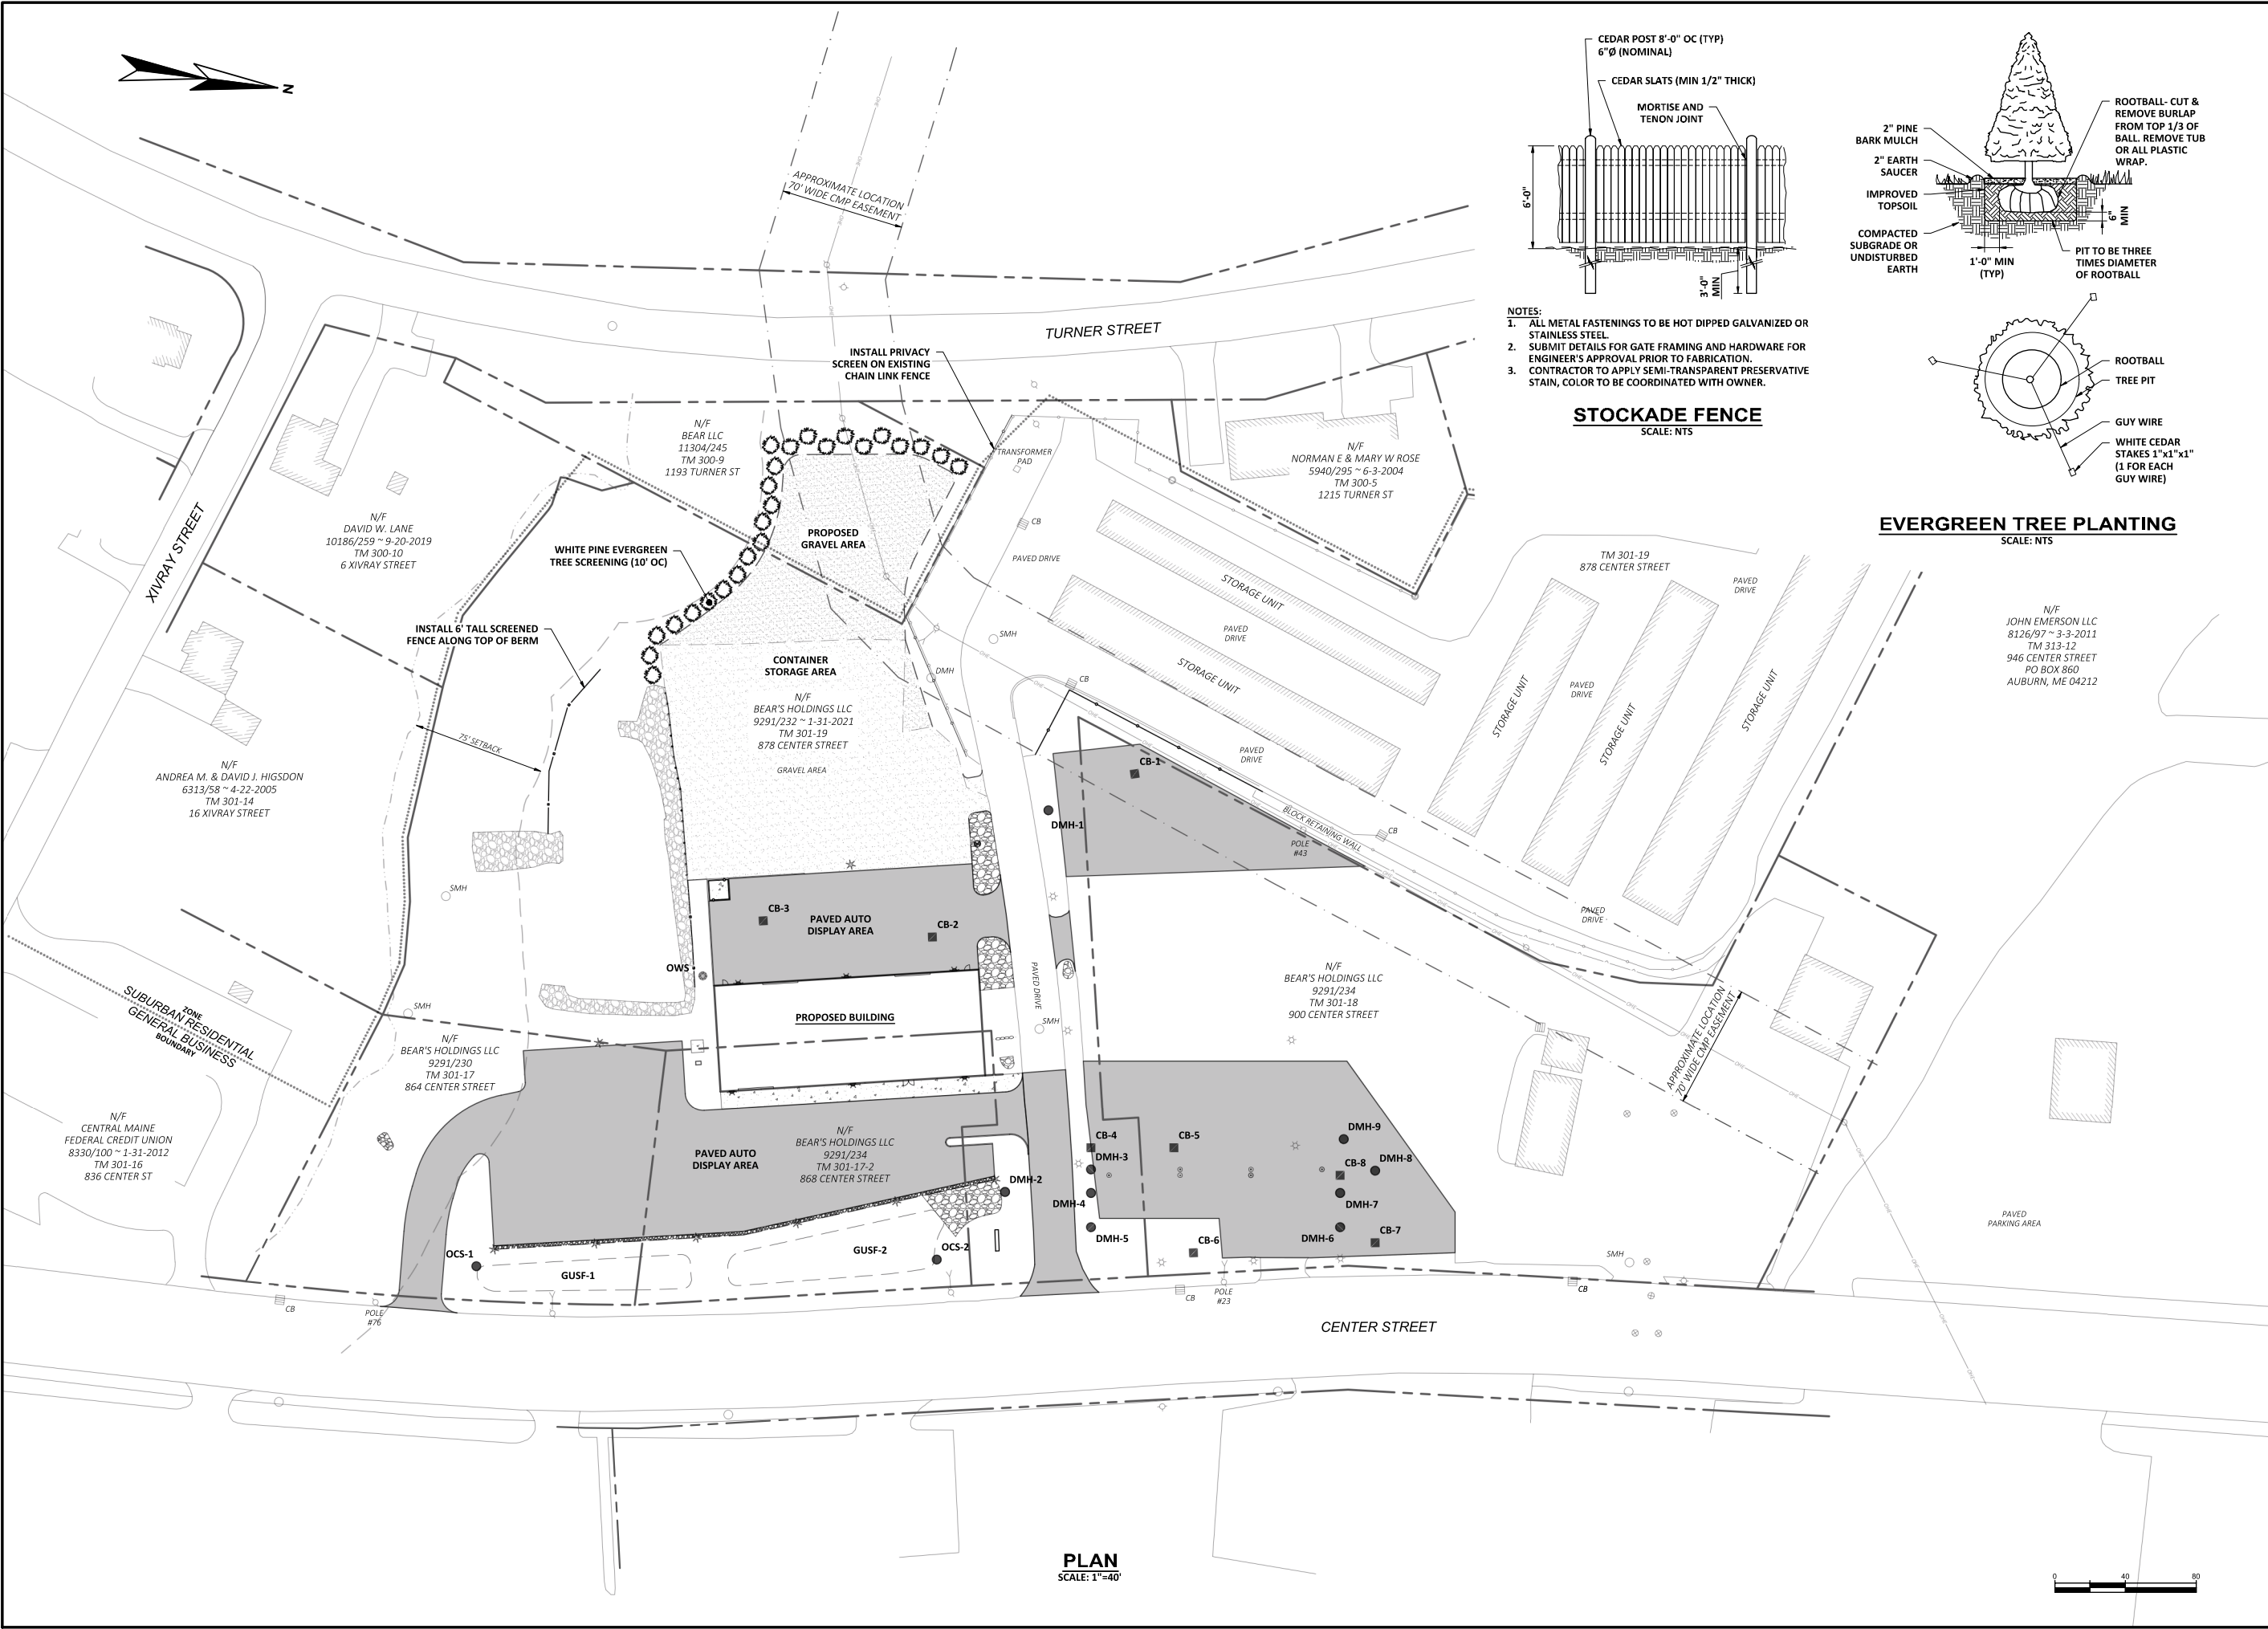 N
APPROXIMATE LOCATION
70' WIDE CMP EASEMENT
TURNER STREET
INSTALL PRIVACY
SCREEN ON EXISTING
CHAIN LINK FENCE
N/F
BEAR LLC
11304/245
TM 300-9
1193 TURNER ST
TRANSFORMER
PAD
N/F
NORMAN E & MARY W ROSE
5940/295 ~ 6-3-2004
TM 300-5
1215 TURNER ST
CEDAR POST 8'-0" OC (TYP)
6"Ø (NOMINAL)
CEDAR SLATS (MIN 1/2" THICK)
MORTISE AND
TENON JOINT
6'-0"
3'-0"
MIN
NOTES:
1. ALL METAL FASTENINGS TO BE HOT DIPPED GALVANIZED OR
STAINLESS STEEL.
2. SUBMIT DETAILS FOR GATE FRAMING AND HARDWARE FOR
ENGINEER'S APPROVAL PRIOR TO FABRICATION.
3. CONTRACTOR TO APPLY SEMI-TRANSPARENT PRESERVATIVE
STAIN, COLOR TO BE COORDINATED WITH OWNER.
STOCKADE FENCE
SCALE: NTS
2" PINE
BARK MULCH
2" EARTH
SAUCER
IMPROVED
TOPSOIL
COMPACTED
SUBGRADE OR
UNDISTURBED
EARTH
ROOTBALL- CUT &
REMOVE BURLAP
FROM TOP 1/3 OF
BALL. REMOVE TUB
OR ALL PLASTIC
WRAP.
6"
MIN
1'-0" MIN
(TYP)
PIT TO BE THREE
TIMES DIAMETER
OF ROOTBALL
ROOTBALL
TREE PIT
GUY WIRE
WHITE CEDAR
STAKES 1"x1"x1"
(1 FOR EACH
GUY WIRE)
EVERGREEN TREE PLANTING
SCALE: NTS
XIVRAY STREET
N/F
DAVID W. LANE
10186/259 ~ 9-20-2019
TM 300-10
6 XIVRAY STREET
WHITE PINE EVERGREEN
TREE SCREENING (10' OC)
PROPOSED
GRAVEL AREA
CB
PAVED DRIVE
STORAGE UNIT
PAVED
DRIVE
STORAGE UNIT
TM 301-19
878 CENTER STREET
PAVED
DRIVE
STORAGE UNIT
PAVED
DRIVE
STORAGE UNIT
STORAGE UNIT
N/F
JOHN EMERSON LLC
8126/97 ~ 3-3-2011
TM 313-12
946 CENTER STREET
PO BOX 860
AUBURN, ME 04212
INSTALL 6' TALL SCREENED
FENCE ALONG TOP OF BERM
SMH
DMH
CB
CONTAINER
STORAGE AREA
N/F
BEAR'S HOLDINGS LLC
9291/232 ~ 1-31-2021
TM 301-19
878 CENTER STREET
GRAVEL AREA
75' SETBACK
N/F
ANDREA M. & DAVID J. HIGSDON
6313/58 ~ 4-22-2005
TM 301-14
16 XIVRAY STREET
PAVED
DRIVE
CB-1
DMH-1
BLOCK RETAINING WALL
CB
POLE
#43
SMH
CB-3
PAVED AUTO
DISPLAY AREA
CB-2
PAVED
DRIVE
OWS
PAVED DRIVE
SMH
ZONE
SUBURBAN RESIDENTIAL
GENERAL BUSINESS
BOUNDARY
PROPOSED BUILDING
SMH
N/F
BEAR'S HOLDINGS LLC
9291/234
TM 301-18
900 CENTER STREET
APPROXIMATE LOCATION
70' WIDE CMP EASEMENT
N/F
BEAR'S HOLDINGS LLC
9291/230
TM 301-17
864 CENTER STREET
N/F
CENTRAL MAINE
FEDERAL CREDIT UNION
8330/100 ~ 1-31-2012
TM 301-16
836 CENTER ST
PAVED AUTO
DISPLAY AREA
N/F
BEAR'S HOLDINGS LLC
9291/234
TM 301-17-2
868 CENTER STREET
DMH-2
CB-4
DMH-3
DMH-4
DMH-5
CB-5
CB-6
DMH-9
DMH-8
CB-8
DMH-7
DMH-6
CB-7
PAVED
PARKING AREA
OCS-1
GUSF-1
GUSF-2
OCS-2
SMH
CB
CB
POLE
#76
CB
POLE
#23
CENTER STREET
PLAN
SCALE: 1"=40'
0 40 80